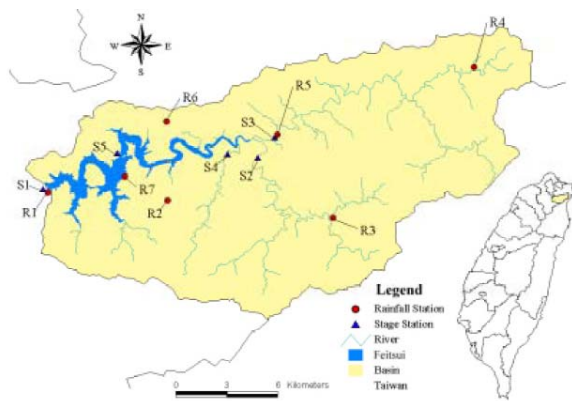 N
W E
S
R4
R6
R5
S3
S5
S4
S2
S1
R7
R1
R2
R3
Legend
Rainfall Station
Stage Station
River
Feitsui
Basin
Taiwan
0 3 6 Kilometers